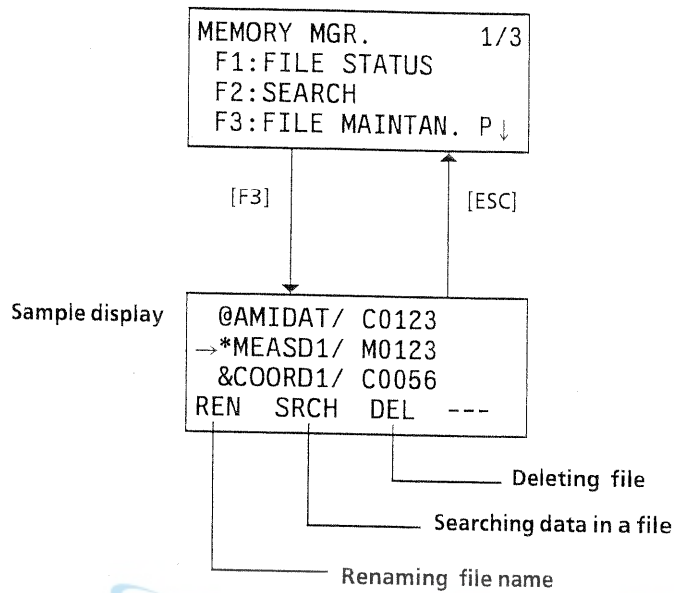 MEMORY MGR. 1/3
F1:FILE STATUS
F2:SEARCH
F3:FILE MAINTAN. P↓
[F3]
[ESC]
Sample display
@AMIDAT/ C0123
→*MEASD1/ M0123
&COORD1/ C0056
REN SRCH DEL ---
Deleting file
Searching data in a file
Renaming file name